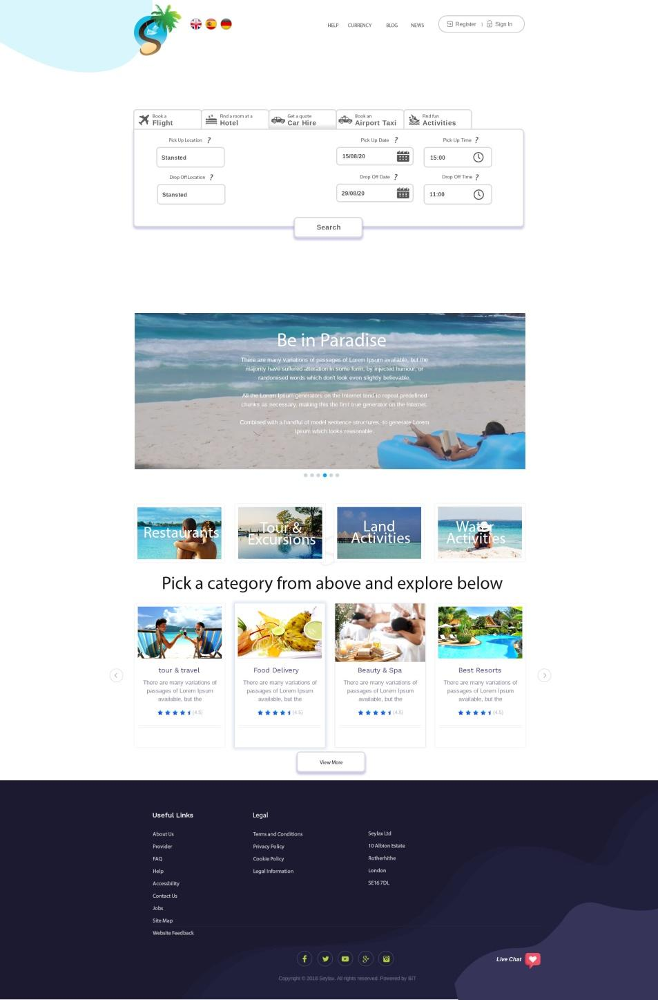 S
HELP CURRENCY BLOG NEWS Register | Sign In
Book a
Flight
Find a room at a
Hotel
Get a quote
Car Hire
Book an
Airport Taxi
Find fun
Activities
Pick Up Location ? Pick Up Date ? Pick Up Time ?
Stansted 15/08/20 15:00
Drop Off Location ? Drop Off Date ? Drop Off Time ?
Stansted 29/08/20 11:00
Search
Be in Paradise
There are many variations of passages of Lorem Ipsum available, but the
majority have suffered alteration in some form, by injected humour, or
randomised words which don't look even slightly believable.
All the Lorem Ipsum generators on the Internet tend to repeat predefined
chunks as necessary, making this the first true generator on the Internet.
Combined with a handful of model sentence structures, to generate Lorem
Ipsum which looks reasonable.
Restaurants
Tour &
Excursions
Land
Activities
Water
Activities
Pick a category from above and explore below
tour & travel
There are many variations of
passages of Lorem Ipsum
available, but the
(4.5)
Food Delivery
There are many variations of
passages of Lorem Ipsum
available, but the
(4.5)
Beauty & Spa
There are many variations of
passages of Lorem Ipsum
available, but the
(4.5)
Best Resorts
There are many variations of
passages of Lorem Ipsum
available, but the
(4.5)
View More
Useful Links
About Us
Provider
FAQ
Help
Accessbility
Contact Us
Jobs
Site Map
Website Feedback
Legal
Terms and Conditions
Privacy Policy
Cookie Policy
Legal Information
Seylax Ltd
10 Albion Estate
Rotherhithe
London
SE16 7DL
Live Chat
Copyright © 2018 Seylax. All rights reserved. Powered by BIT